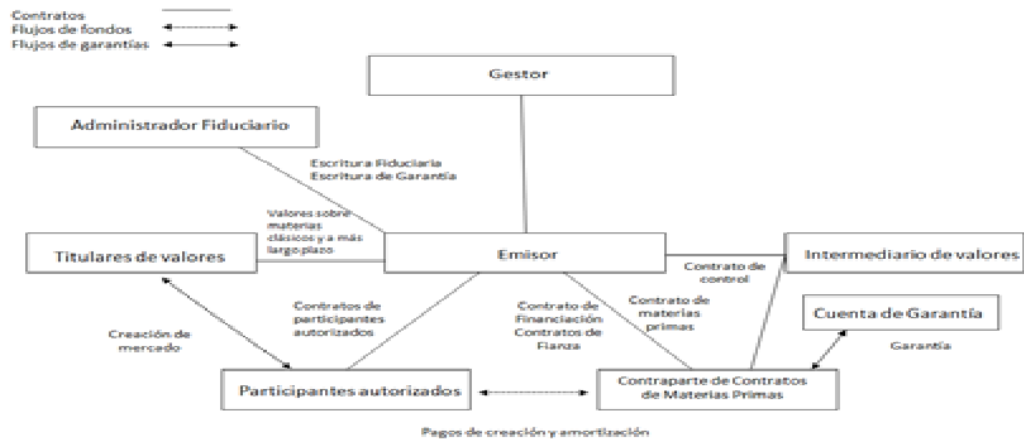 Contratos
Flujos de fondos
Flujos de garantías
Gestor
Administrador Fiduciario
Escritura Fiduciaria
Escritura de Garantía
Valores sobre
materias
clásicos y a más
largo plazo
Titulares de valores
Emisor
Intermediario de valores
Contrato de
control
Contratos de
participantes
autorizados
Contrato de
Financiación
Contratos de
Fianza
Contrato de
materias
primas
Cuenta de Garantía
Creación de
mercado
Garantía
Participantes autorizados
Contraparte de Contratos
de Materias Primas
Pagos de creación y amortización